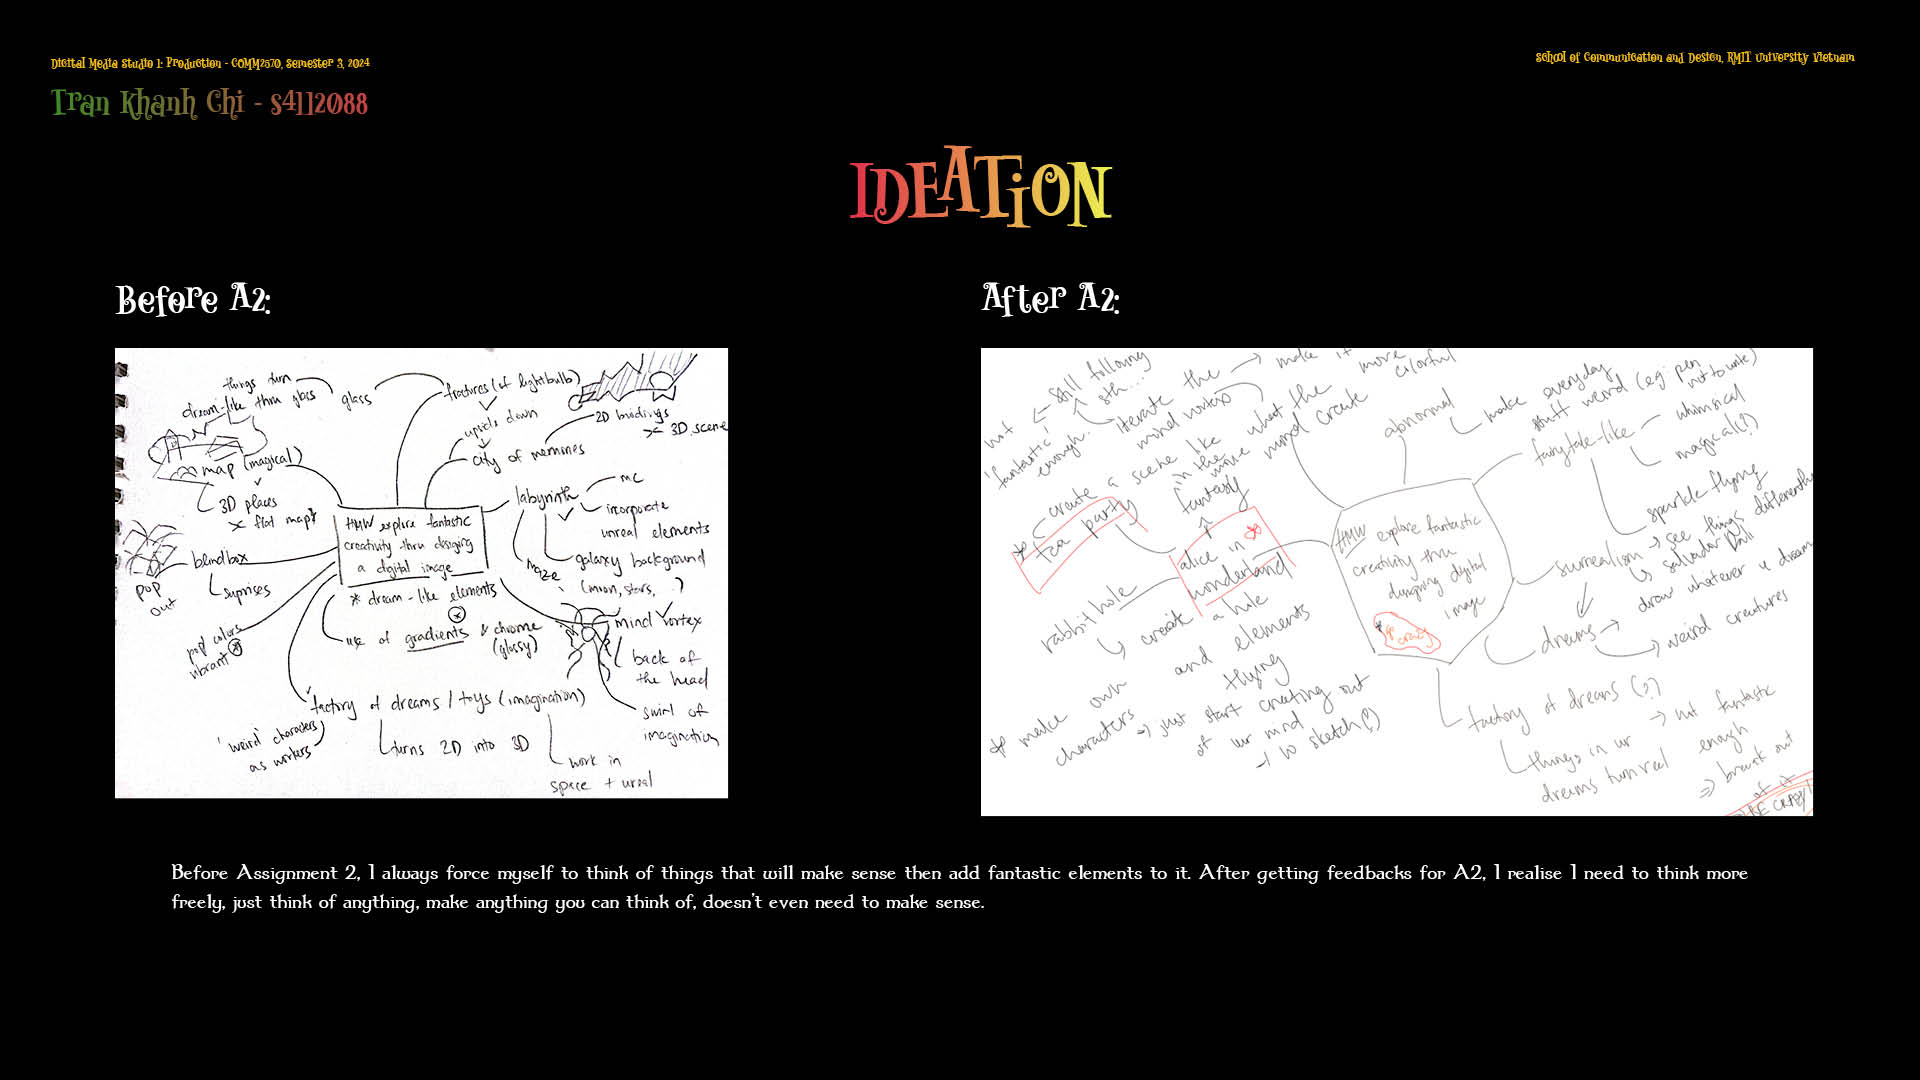 Digital Media Studio 1: Production - COMM2570, Semester 3, 2024
School of Communication and Design, RMIT University Vietnam
Tran Khanh Chi - S4112088
IDEATION
Before A2:
things turn
dream-like thru glass
glass
fractures (of lightbulb)
upside down
city of memories
2D buildings
3D scene
map (magical)
3D places
x flat map
labyrinth
mc
incorporate
unreal elements
maze
galaxy background
(moon, stars, )
HMW explore fantastic
creativity thru designing
a digital image
* dream-like elements
blendbox
suprises
pop
out
pop colors
vibrant
use of gradients & chrome
(glossy)
mind vortex
back of
the head
swirl of
imagination
factory of dreams / toys (imagination)
'weird' characters
as workers
turns 2D into 3D
work in
space + unreal
After A2:
not
'fantastic'
enough.
still following
sth...
iterate the
mind vortex
make it more
colorful
more what the
mind create
create a scene like
in the
tea party
fantasy
alice in
wonderland
rabbit hole
create a hole
and elements
flying
make own
characters
just start creating out
of ur mind
10 sketch(?)
HMW explore fantastic
creativity thru
designing digital
image
crazy
abnormal
make everyday
stuff weird (eg: pen
not to write)
fairytale-like
whimsical
magical(?)
sparkle flying
surrealism
see things differently
salvador Dali
draw whatever u dream
dreams
weird creatures
factory of dreams (?)
not fantastic
enough
things in ur
dreams turn real
break out
of it
BE CRAZY
Before Assignment 2, I always force myself to think of things that will make sense then add fantastic elements to it. After getting feedbacks for A2, I realise I need to think more
freely, just think of anything, make anything you can think of, doesn't even need to make sense.